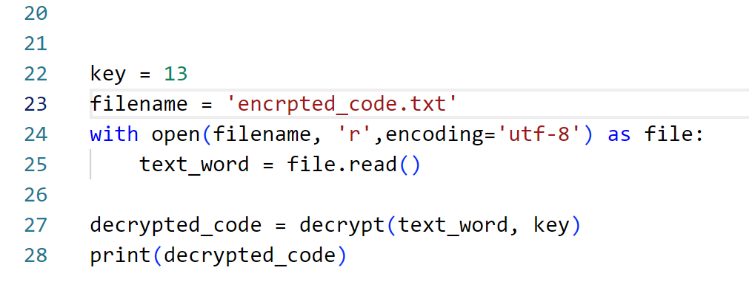 20
21
22 key = 13
23 filename = 'encrpted_code.txt'
24 with open(filename, 'r',encoding='utf-8') as file:
25     text_word = file.read()
26
27 decrypted_code = decrypt(text_word, key)
28 print(decrypted_code)